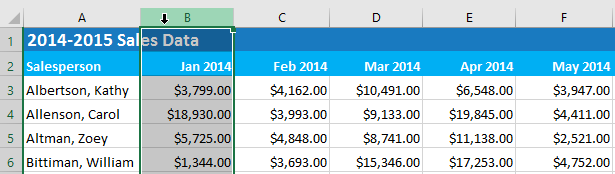 A B C D E F
1 2014-2015 Sales Data
2 Salesperson Jan 2014 Feb 2014 Mar 2014 Apr 2014 May 2014
3 Albertson, Kathy $3,799.00 $4,162.00 $10,491.00 $6,548.00 $3,947.00
4 Allenson, Carol $18,930.00 $3,993.00 $9,133.00 $19,845.00 $4,411.00
5 Altman, Zoey $5,725.00 $4,848.00 $8,741.00 $11,138.00 $2,521.00
6 Bittiman, William $1,344.00 $3,693.00 $15,346.00 $17,253.00 $4,752.00